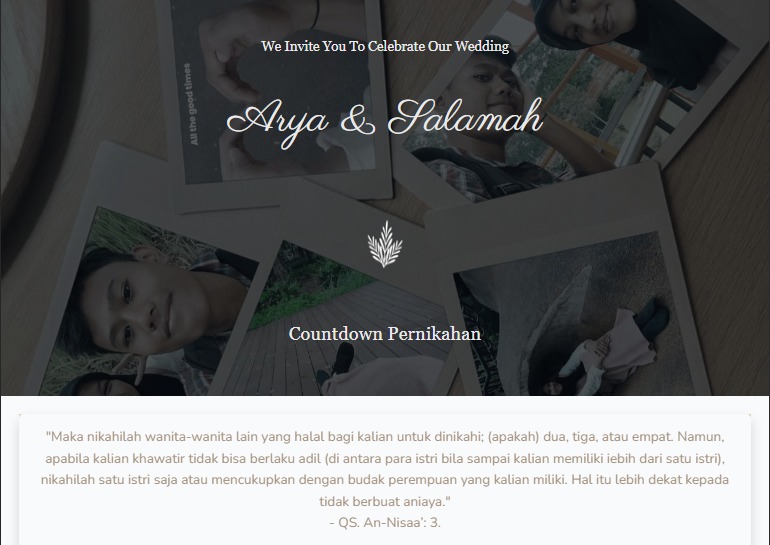 We Invite You To Celebrate Our Wedding
All the good times
Arya & Salamah
Countdown Pernikahan
"Maka nikahilah wanita-wanita lain yang halal bagi kalian untuk dinikahi; (apakah) dua, tiga, atau empat. Namun,
apabila kalian khawatir tidak bisa berlaku adil (di antara para istri bila sampai kalian memiliki iebih dari satu istri),
nikahilah satu istri saja atau mencukupkan dengan budak perempuan yang kalian miliki. Hal itu lebih dekat kepada
tidak berbuat aniaya."
- QS. An-Nisaa’: 3.